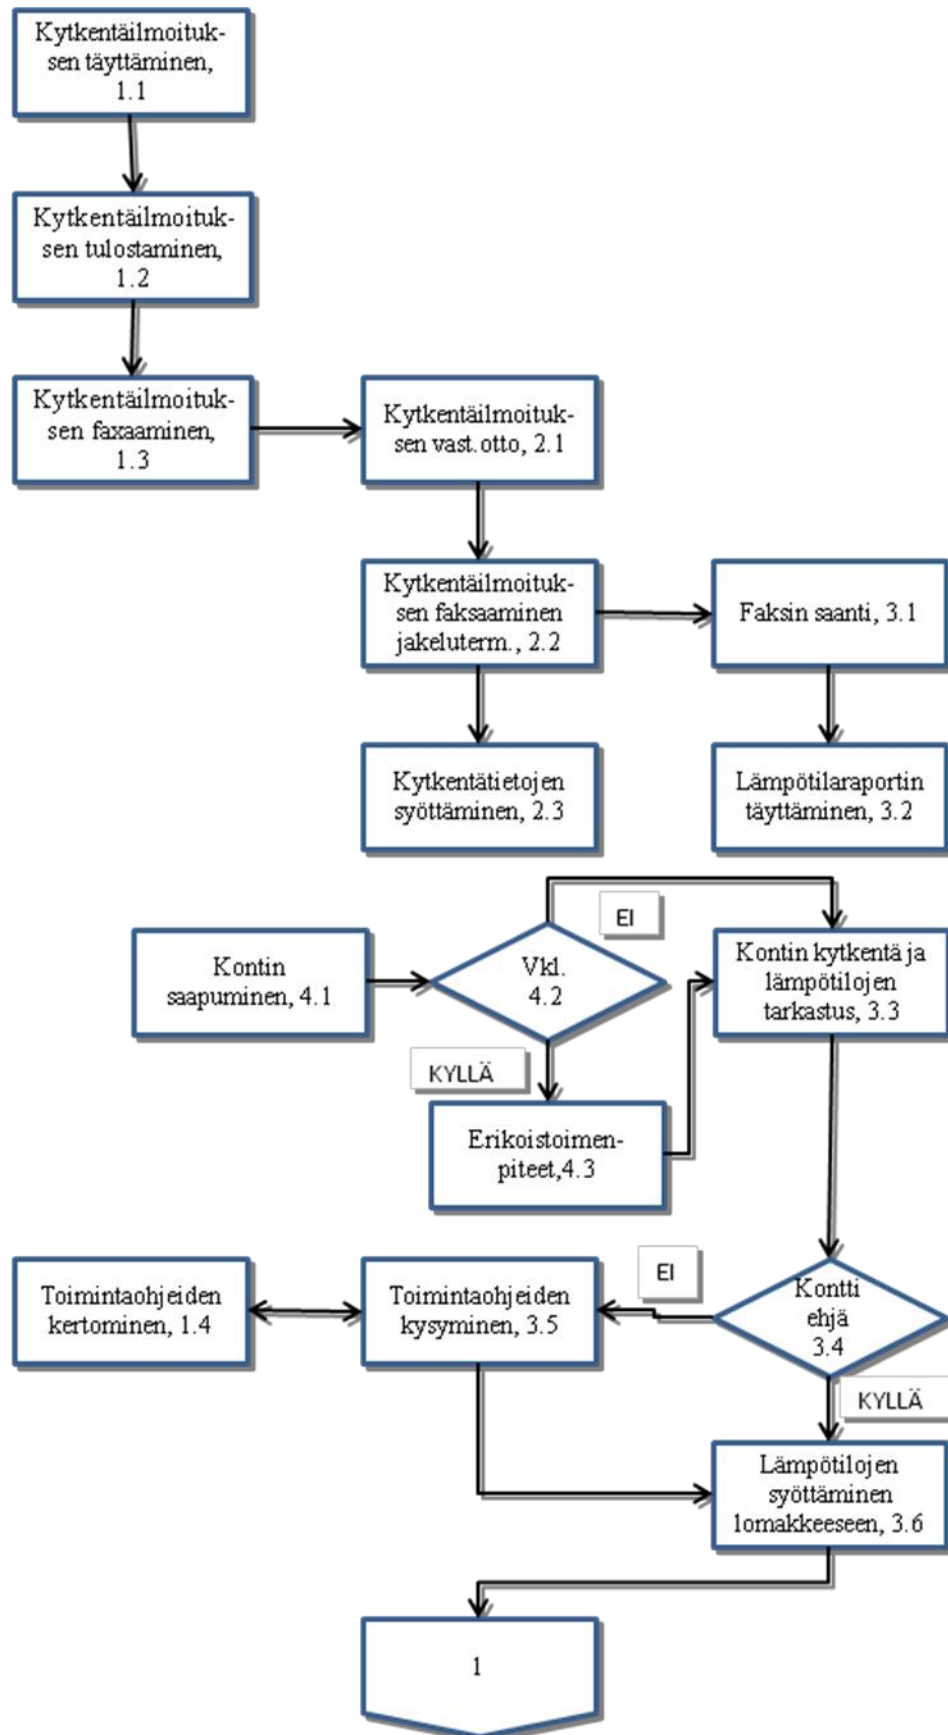 Kytkentäilmoituk-
sen täyttäminen,
1.1
Kytkentäilmoituk-
sen tulostaminen,
1.2
Kytkentäilmoituk-
sen faxaaminen,
1.3
Kytkentäilmoituk-
sen vast.otto, 2.1
Kytkentäilmoituk-
sen faksaaminen
jakeluterm., 2.2
Faksin saanti, 3.1
Kytkentätietojen
syöttäminen, 2.3
Lämpötilaraportin
täyttäminen, 3.2
EI
Kontin
saapuminen, 4.1
Vkl.
4.2
Kontin kytkentä ja
lämpötilojen
tarkastus, 3.3
KYLLÄ
Erikoistoimen-
piteet,4.3
EI
Toimintaohjeiden
kertominen, 1.4
Toimintaohjeiden
kysyminen, 3.5
Kontti
ehjä
3.4
KYLLÄ
Lämpötilojen
syöttäminen
lomakkeeseen, 3.6
1